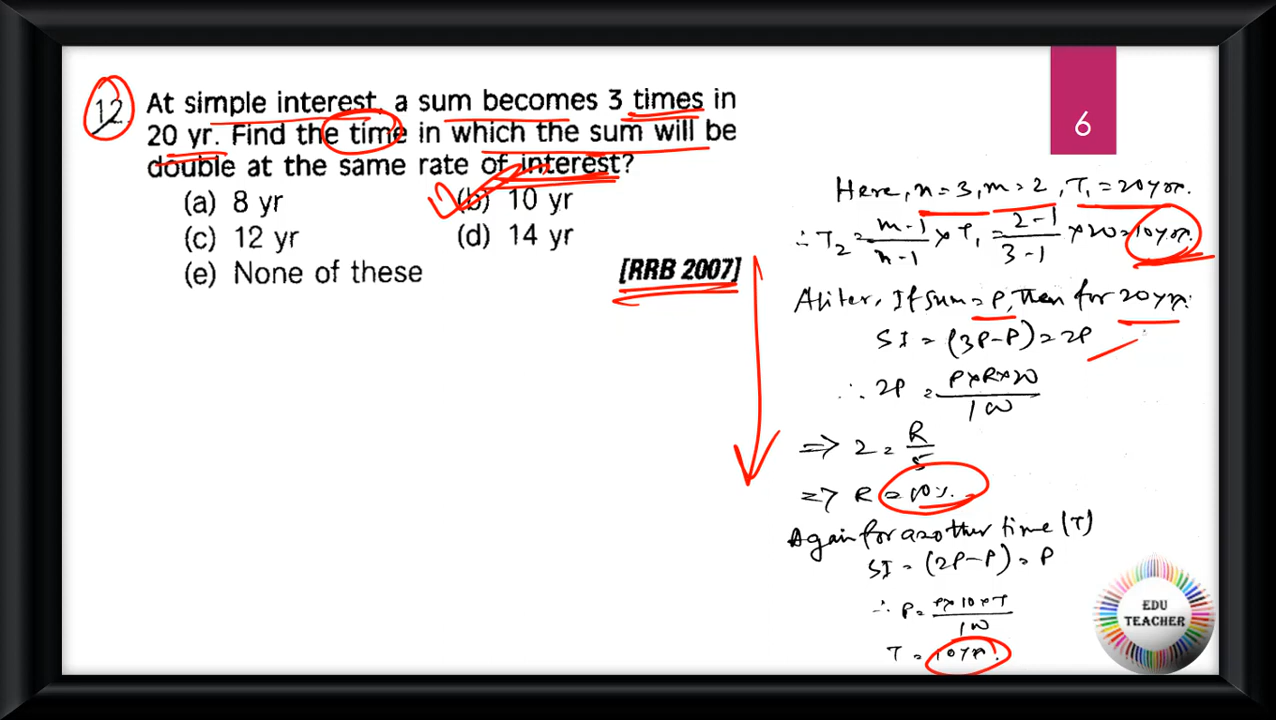 12.
At simple interest, a sum becomes 3 times in
20 yr. Find the time in which the sum will be
double at the same rate of interest?
(a) 8 yr
(b) 10 yr
(c) 12 yr
(d) 14 yr
(e) None of these
[RRB 2007]
6
Here, n = 3, m = 2, T₁ = 20 yr.
∴ T₂ = m-1/n-1 × T₁ = 2-1/3-1 × 20 = 10 yr.
Aliter, If sum = P, then for 20 yr.
SI = (3P-P) = 2P
∴ 2P = P×R×20/100
=> 2 = R/5
=> R = 10%.
Again for another time (T)
SI = (2P-P) = P
∴ P = P×10×T/100
T = 10 yr.
EDU
TEACHER